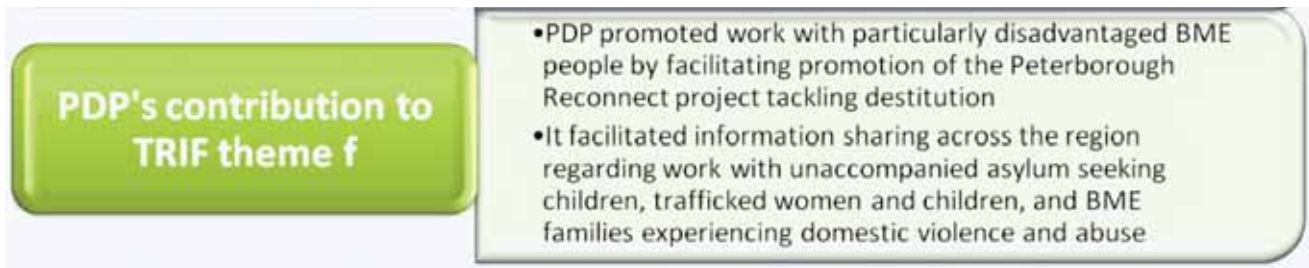 PDP's contribution to
TRIF theme f
•PDP promoted work with particularly disadvantaged BME
people by facilitating promotion of the Peterborough
Reconnect project tackling destitution
•It facilitated information sharing across the region
regarding work with unaccompanied asylum seeking
children, trafficked women and children, and BME
families experiencing domestic violence and abuse